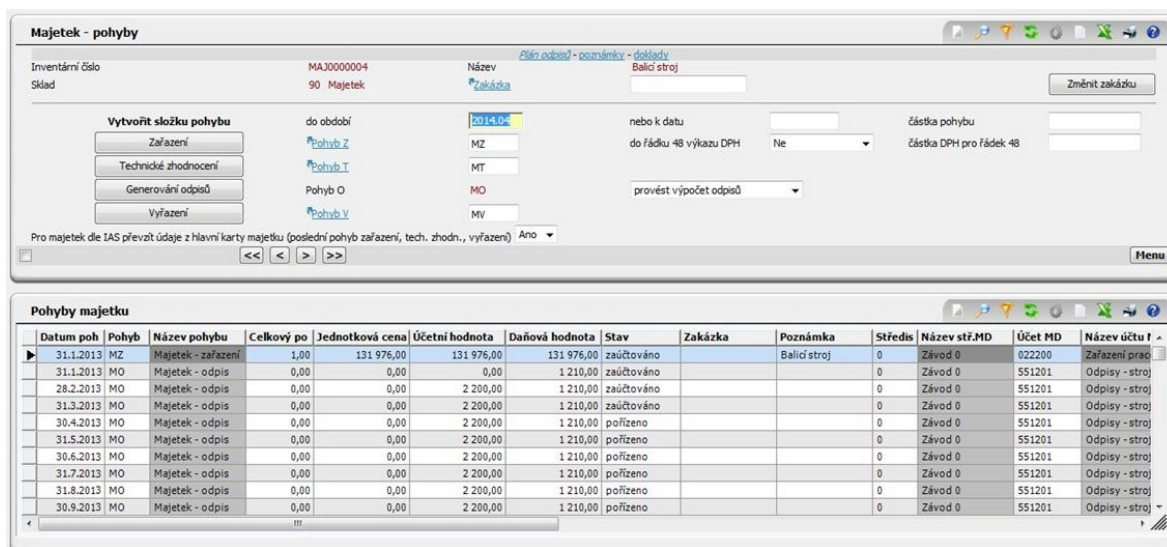 Majetek - pohyby
Plán odpisů - poznámky - doklady
Inventární číslo MAJ0000004 Název Balicí stroj
Sklad 90 Majetek Zakázka Změnit zakázku
Vytvořit složku pohybu do období 2014.04 nebo k datu částka pohybu
Zařazení Pohyb Z MZ do řádku 48 výkazu DPH Ne částka DPH pro řádek 48
Technické zhodnocení Pohyb T MT
Generování odpisů Pohyb O MO provést výpočet odpisů
Vyřazení Pohyb V MV
Pro majetek dle IAS převzít údaje z hlavní karty majetku (poslední pohyb zařazení, tech. zhodn., vyřazení) Ano
<< < > >> Menu
Pohyby majetku
Datum poh Pohyb Název pohybu Celkový po Jednotková cena Účetní hodnota Daňová hodnota Stav Zakázka Poznámka Středis Název stř.MD Účet MD Název účtu
31.1.2013 MZ Majetek - zařazení 1,00 131 976,00 131 976,00 131 976,00 zaúčtováno Balicí stroj 0 Závod 0 022200 Zařazení prac
31.1.2013 MO Majetek - odpis 0,00 0,00 0,00 1 210,00 zaúčtováno 0 Závod 0 551201 Odpisy - stroj
28.2.2013 MO Majetek - odpis 0,00 0,00 2 200,00 1 210,00 zaúčtováno 0 Závod 0 551201 Odpisy - stroj
31.3.2013 MO Majetek - odpis 0,00 0,00 2 200,00 1 210,00 zaúčtováno 0 Závod 0 551201 Odpisy - stroj
30.4.2013 MO Majetek - odpis 0,00 0,00 2 200,00 1 210,00 pořízeno 0 Závod 0 551201 Odpisy - stroj
31.5.2013 MO Majetek - odpis 0,00 0,00 2 200,00 1 210,00 pořízeno 0 Závod 0 551201 Odpisy - stroj
30.6.2013 MO Majetek - odpis 0,00 0,00 2 200,00 1 210,00 pořízeno 0 Závod 0 551201 Odpisy - stroj
31.7.2013 MO Majetek - odpis 0,00 0,00 2 200,00 1 210,00 pořízeno 0 Závod 0 551201 Odpisy - stroj
31.8.2013 MO Majetek - odpis 0,00 0,00 2 200,00 1 210,00 pořízeno 0 Závod 0 551201 Odpisy - stroj
30.9.2013 MO Majetek - odpis 0,00 0,00 2 200,00 1 210,00 pořízeno 0 Závod 0 551201 Odpisy - stroj